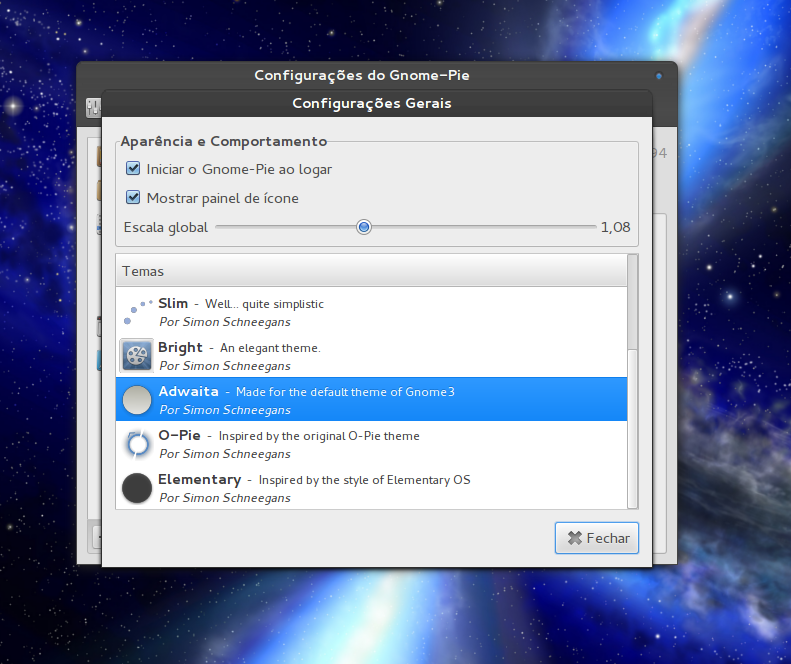 Configurações do Gnome-Pie
Configurações Gerais
94
Aparência e Comportamento
Iniciar o Gnome-Pie ao logar
Mostrar painel de ícone
Escala global 1,08
Temas
Slim - Well... quite simplistic
Por Simon Schneegans
Bright - An elegant theme.
Por Simon Schneegans
Adwaita - Made for the default theme of Gnome3
Por Simon Schneegans
O-Pie - Inspired by the original O-Pie theme
Por Simon Schneegans
Elementary - Inspired by the style of Elementary OS
Por Simon Schneegans
Fechar